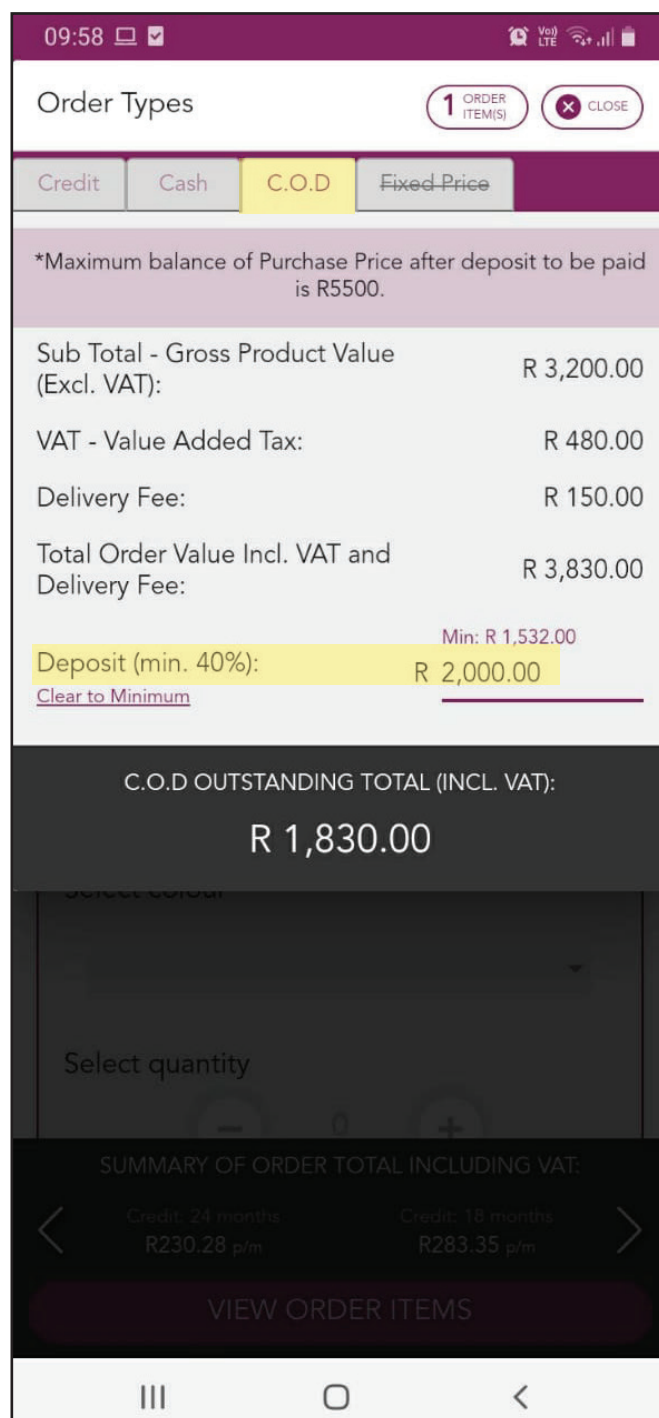 09:58
Vo)) LTE
Order Types
1 ORDER ITEM(S)
CLOSE
Credit
Cash
C.O.D
Fixed Price
*Maximum balance of Purchase Price after deposit to be paid
is R5500.
Sub Total - Gross Product Value
(Excl. VAT):
R 3,200.00
VAT - Value Added Tax:
R 480.00
Delivery Fee:
R 150.00
Total Order Value Incl. VAT and
Delivery Fee:
R 3,830.00
Min: R 1,532.00
Deposit (min. 40%):
R 2,000.00
Clear to Minimum
C.O.D OUTSTANDING TOTAL (INCL. VAT):
R 1,830.00
Select colour
Select quantity
0
SUMMARY OF ORDER TOTAL INCLUDING VAT:
Credit: 24 months
R230.28 p/m
Credit: 18 months
R283.35 p/m
VIEW ORDER ITEMS